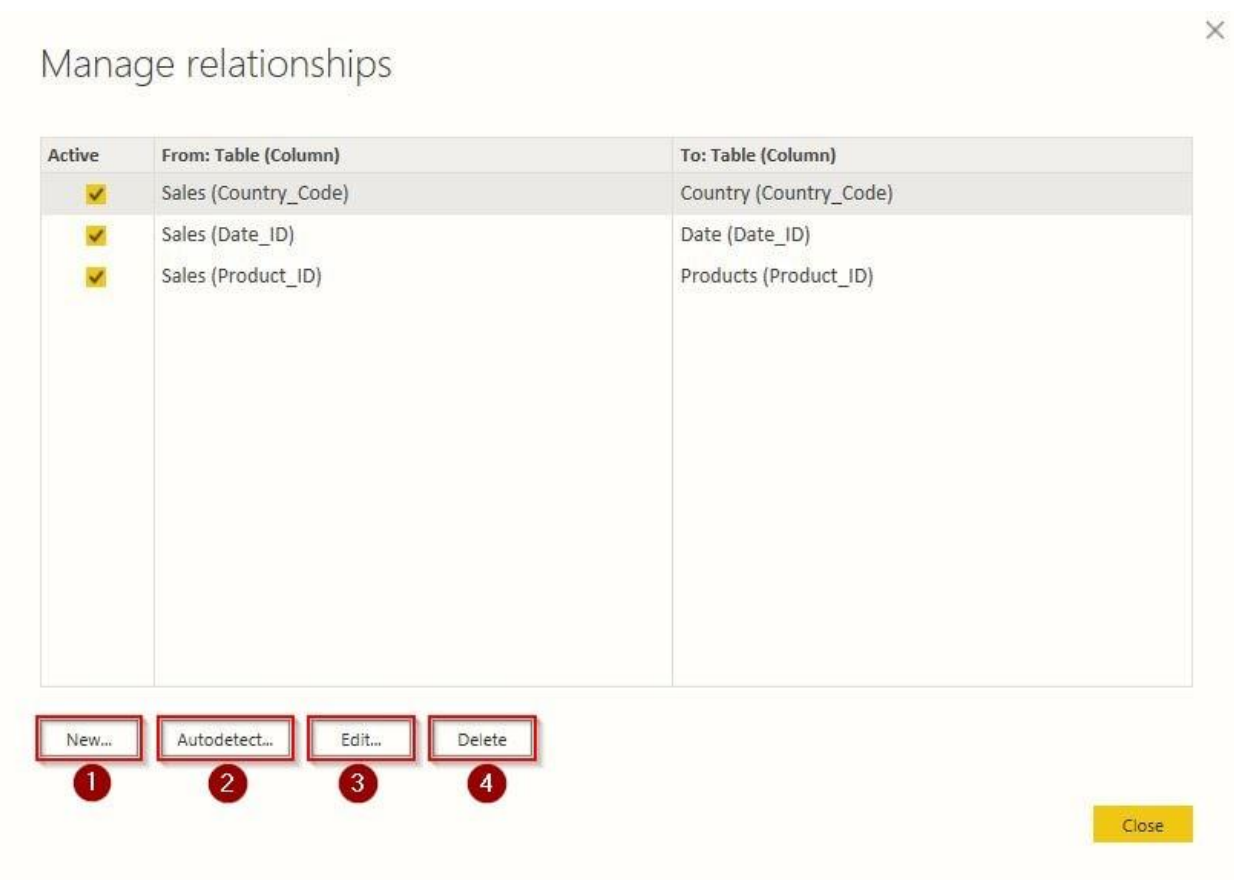 Manage relationships
Active From: Table (Column) To: Table (Column)
Sales (Country_Code) Country (Country_Code)
Sales (Date_ID) Date (Date_ID)
Sales (Product_ID) Products (Product_ID)
New... Autodetect... Edit... Delete
1 2 3 4
Close